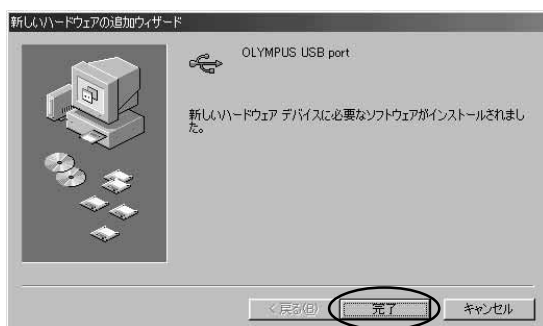 新しいハードウェアの追加ウィザード
OLYMPUS USB port
新しいハードウェア デバイスに必要なソフトウェアがインストールされまし
た。
< 戻る(B)
完了
キャンセル